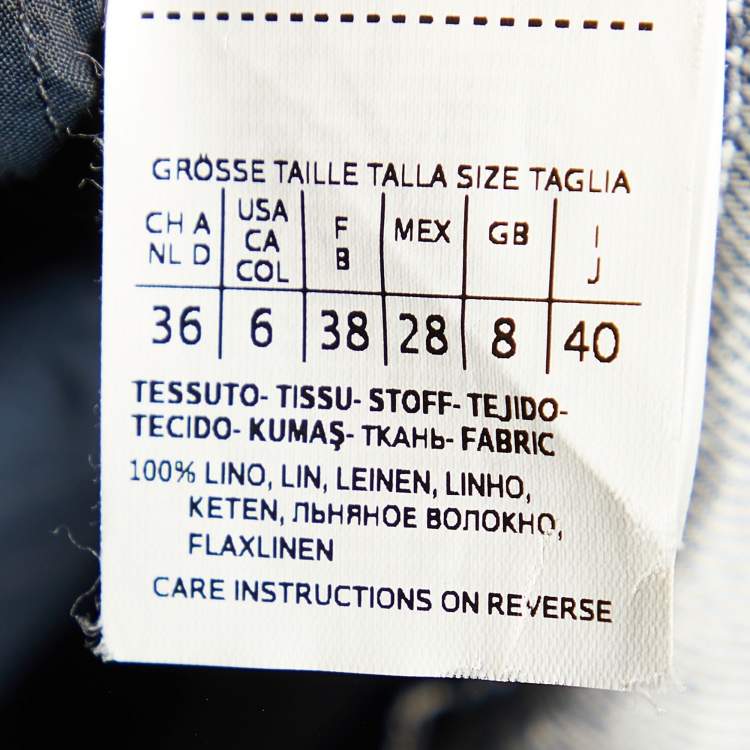 GRÖSSE TAILLE TALLA SIZE TAGLIA
CH A USA F MEX GB I
NL D CA B J
COL
36 6 38 28 8 40
TESSUTO- TISSU- STOFF- TEJIDO-
TECIDO- KUMAŞ- ТКАНЬ- FABRIC
100% LINO, LIN, LEINEN, LINHO,
KETEN, ЛЬНЯНОЕ ВОЛОКНО,
FLAXLINEN
CARE INSTRUCTIONS ON REVERSE